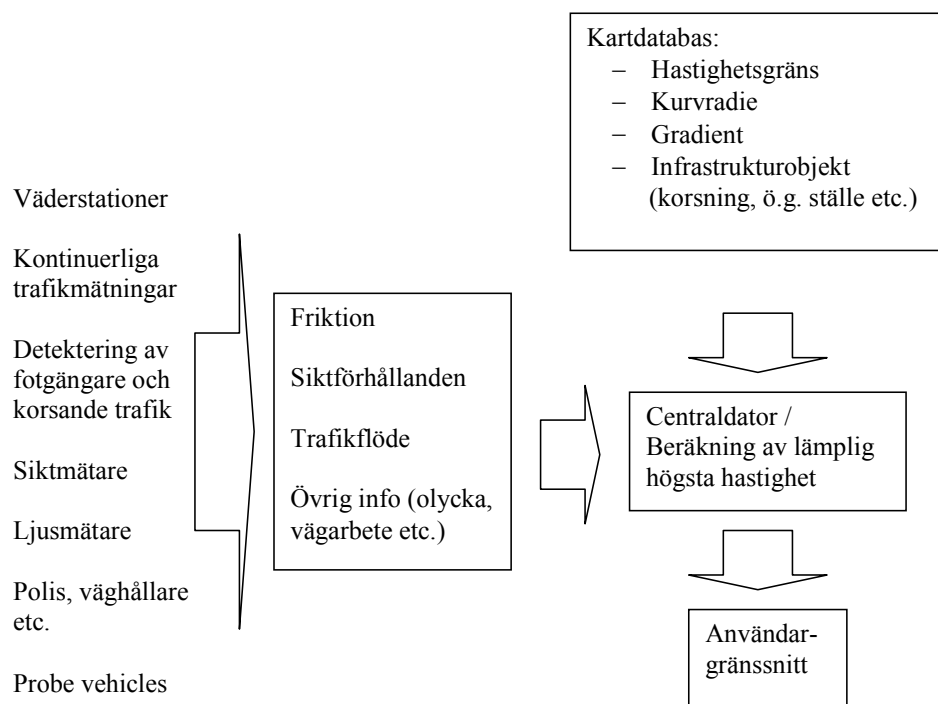 Kartdatabas:
– Hastighetsgräns
– Kurvradie
– Gradient
– Infrastrukturobjekt
(korsning, ö.g. ställe etc.)
Väderstationer
Kontinuerliga
trafikmätningar
Detektering av
fotgängare och
korsande trafik
Siktmätare
Ljusmätare
Polis, väghållare
etc.
Probe vehicles
Friktion
Siktförhållanden
Trafikflöde
Övrig info (olycka,
vägarbete etc.)
Centraldator /
Beräkning av lämplig
högsta hastighet
Användar-
gränssnitt